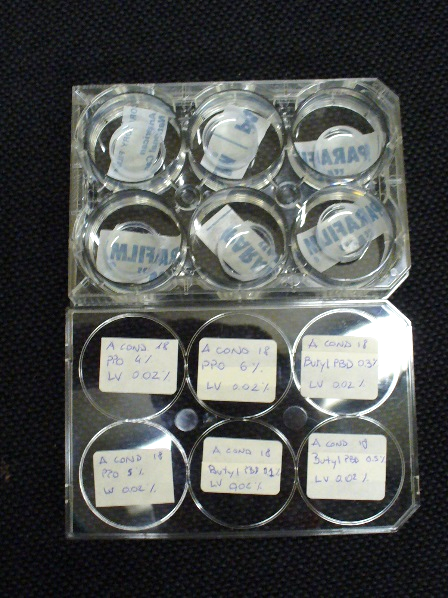 PARAFILM
PARAFILM
PARAFILM
A COND 18
PPO 4%
LV 0.02%
A COND 18
PPO 6%
LV 0.02%
A COND 18
Butyl PBD 0.3%
LV 0.02%
A COND 18
PPO 5%
LV 0.02%
A COND 18
Butyl PBD 0.1%
LV 0.02%
A COND 18
Butyl PBD 0.5%
LV 0.02%